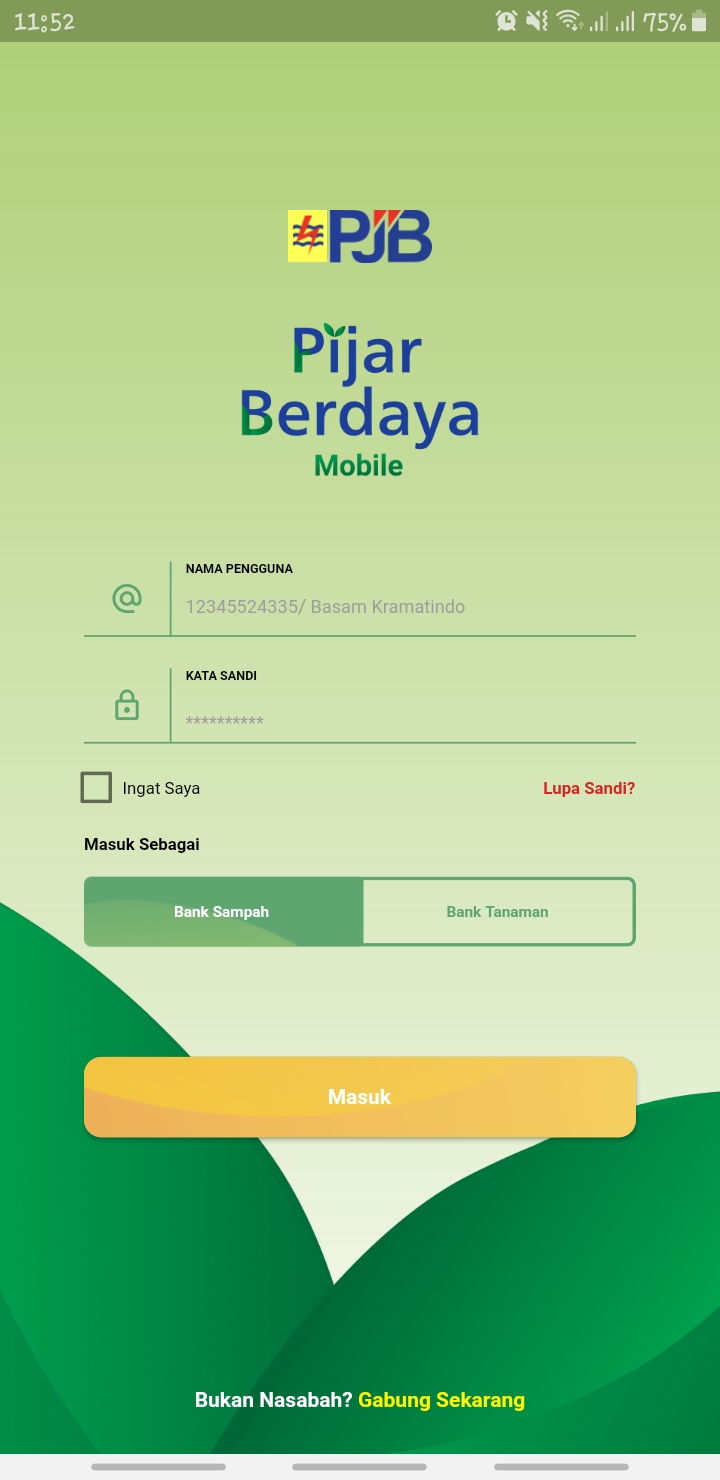 11:52 75%
PJB
Pijar
Berdaya
Mobile
NAMA PENGGUNA
12345524335/ Basam Kramatindo
KATA SANDI
**********
Ingat Saya Lupa Sandi?
Masuk Sebagai
Bank Sampah Bank Tanaman
Masuk
Bukan Nasabah? Gabung Sekarang